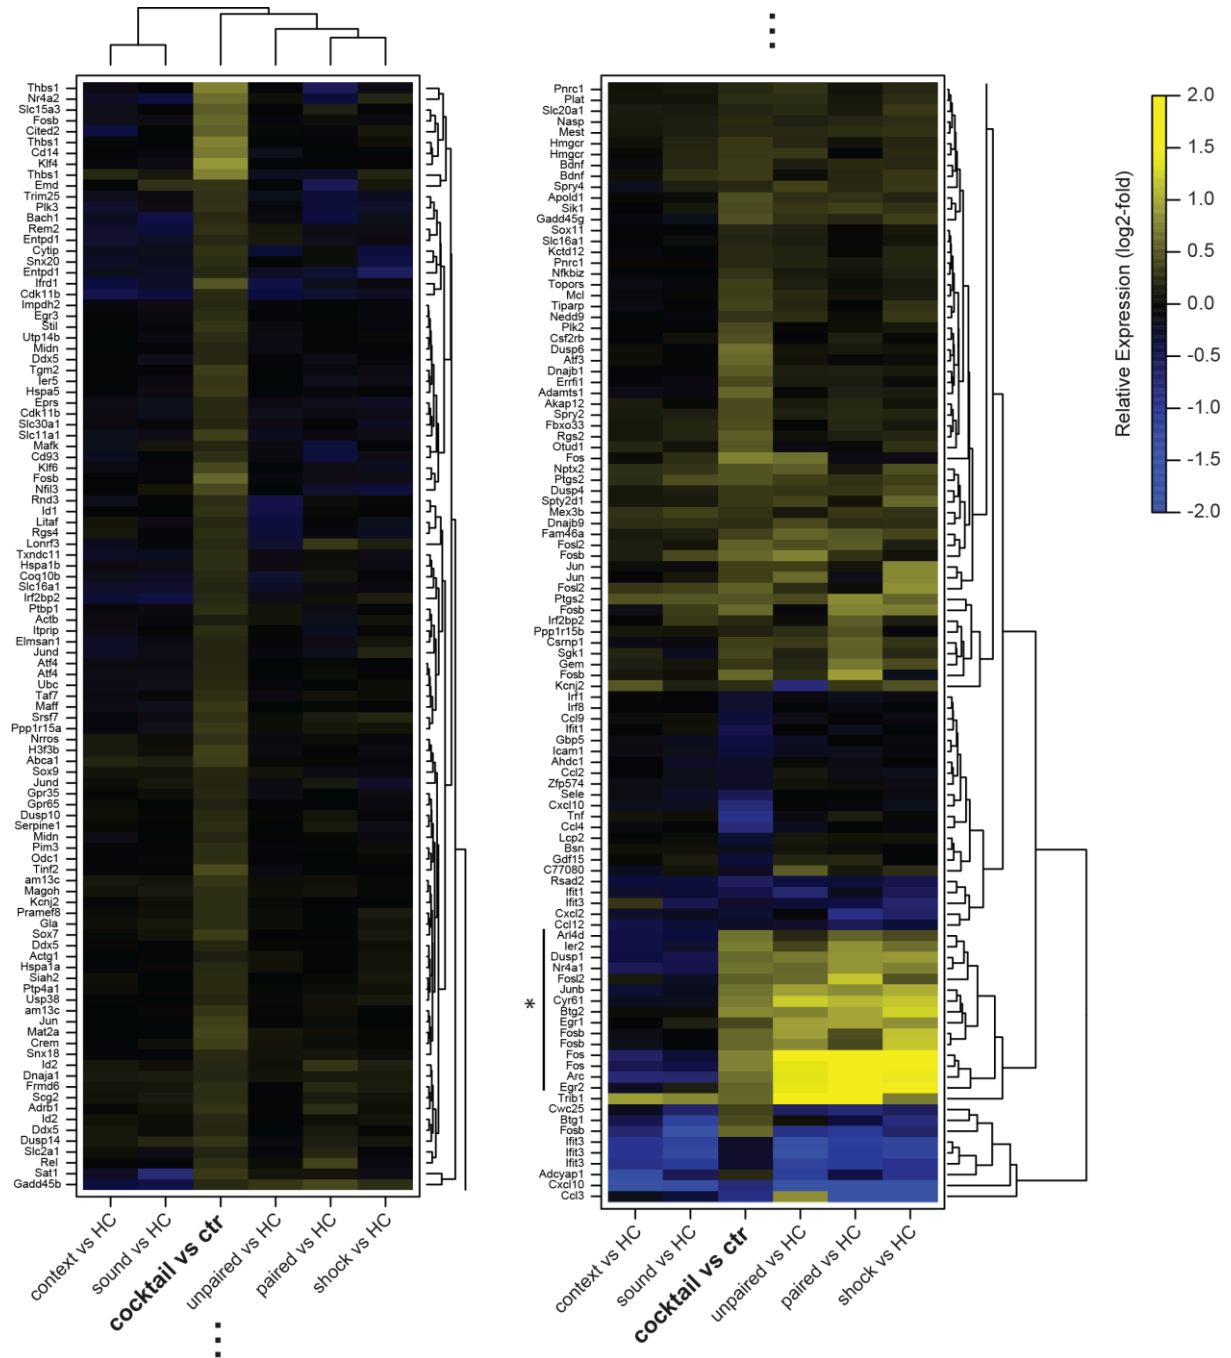 Thbs1
Nr4a2
Slc15a3
Fosb
Cited2
Thbs1
Cd14
Klf4
Thbs1
Emd
Trim25
Plk3
Bach1
Rem2
Entpd1
Cytip
Snx20
Entpd1
Ifrd1
Cdk11b
Impdh2
Egr3
Stil
Utp14b
Midn
Ddx5
Tgm2
Ier5
Hspa5
Eprs
Cdk11b
Slc30a1
Slc11a1
Mafk
Cd93
Klf6
Fosb
Nfil3
Rnd3
Id1
Litaf
Rgs4
Lonrf3
Txndc11
Hspa1b
Coq10b
Slc16a1
Irf2bp2
Ptbp1
Actb
Itprip
Elmsan1
Jund
Atf4
Atf4
Ubc
Taf7
Maff
Srsf7
Ppp1r15a
Nrros
H3f3b
Abca1
Sox9
Jund
Gpr35
Gpr65
Dusp10
Serpine1
Midn
Pim3
Odc1
Tinf2
am13c
Magoh
Kcnj2
Pramef8
Gla
Sox7
Ddx5
Actg1
Hspa1a
Siah2
Ptp4a1
Usp38
am13c
Jun
Mat2a
Crem
Snx18
Id2
Dnaja1
Frmd6
Scg2
Adrb1
Id2
Ddx5
Dusp14
Slc2a1
Rel
Sat1
Gadd45b
context vs HC
sound vs HC
cocktail vs ctr
unpaired vs HC
paired vs HC
shock vs HC
Pnrc1
Plat
Slc20a1
Nasp
Mest
Hmgcr
Hmgcr
Bdnf
Bdnf
Spry4
Apold1
Sik1
Gadd45g
Sox11
Slc16a1
Kctd12
Pnrc1
Nfkbiz
Topors
Mcl
Tiparp
Nedd9
Plk2
Csf2rb
Dusp6
Atf3
Dnajb1
Errfi1
Adamts1
Akap12
Spry2
Fbxo33
Rgs2
Otud1
Fos
Nptx2
Ptgs2
Dusp4
Spty2d1
Mex3b
Dnajb9
Fam46a
Fosl2
Fosb
Jun
Jun
Fosl2
Ptgs2
Fosb
Irf2bp2
Ppp1r15b
Csrnp1
Sgk1
Gem
Fosb
Kcnj2
Irf1
Irf8
Ccl9
Ifit1
Gbp5
Icam1
Ahdc1
Ccl2
Zfp574
Sele
Cxcl10
Tnf
Ccl4
Lcp2
Bsn
Gdf15
C77080
Rsad2
Ifit1
Ifit3
Cxcl2
Ccl12
Arl4d
Ier2
Dusp1
Nr4a1
Fosl2
Junb
Cyr61
Btg2
Egr1
Fosb
Fosb
Fos
Fos
Arc
Egr2
Trib1
Cwc25
Btg1
Fosb
Ifit3
Ifit3
Ifit3
Adcyap1
Cxcl10
Ccl3
*
context vs HC
sound vs HC
cocktail vs ctr
unpaired vs HC
paired vs HC
shock vs HC
Relative Expression (log2-fold)
2.0
1.5
1.0
0.5
0.0
-0.5
-1.0
-1.5
-2.0